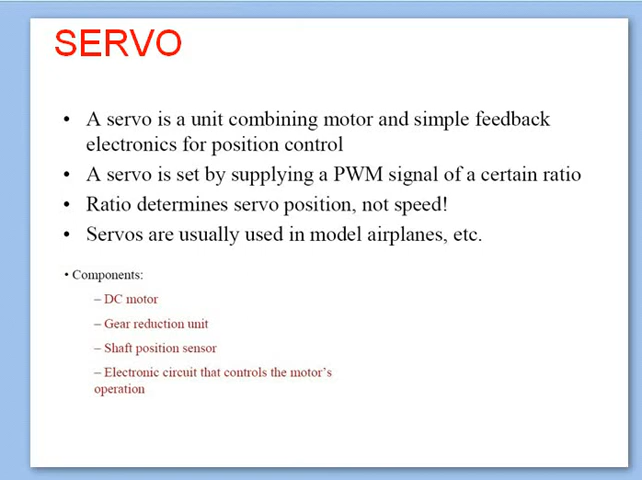 SERVO
• A servo is a unit combining motor and simple feedback
electronics for position control
• A servo is set by supplying a PWM signal of a certain ratio
• Ratio determines servo position, not speed!
• Servos are usually used in model airplanes, etc.
• Components:
– DC motor
– Gear reduction unit
– Shaft position sensor
– Electronic circuit that controls the motor's
operation